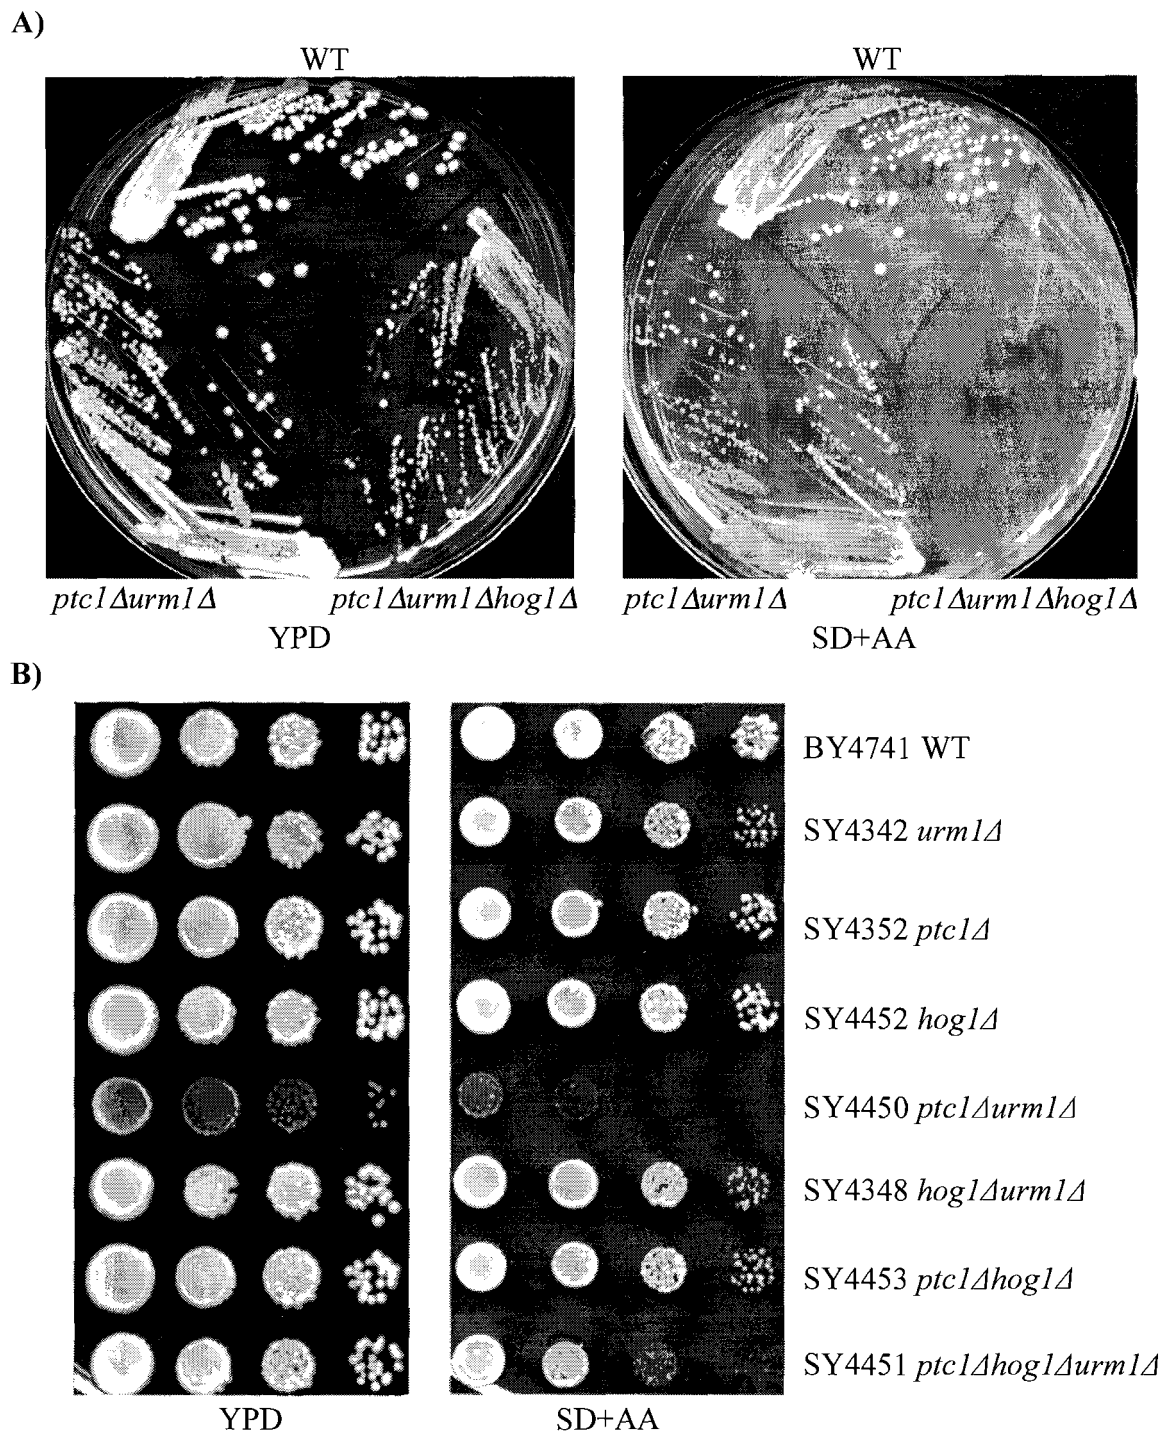 A)
WT WT
ptc1Δurm1Δ ptc1Δurm1Δhog1Δ ptc1Δurm1Δ ptc1Δurm1Δhog1Δ
YPD SD+AA
B)
BY4741 WT
SY4342 urm1Δ
SY4352 ptc1Δ
SY4452 hog1Δ
SY4450 ptc1Δurm1Δ
SY4348 hog1Δurm1Δ
SY4453 ptc1Δhog1Δ
SY4451 ptc1Δhog1Δurm1Δ
YPD SD+AA